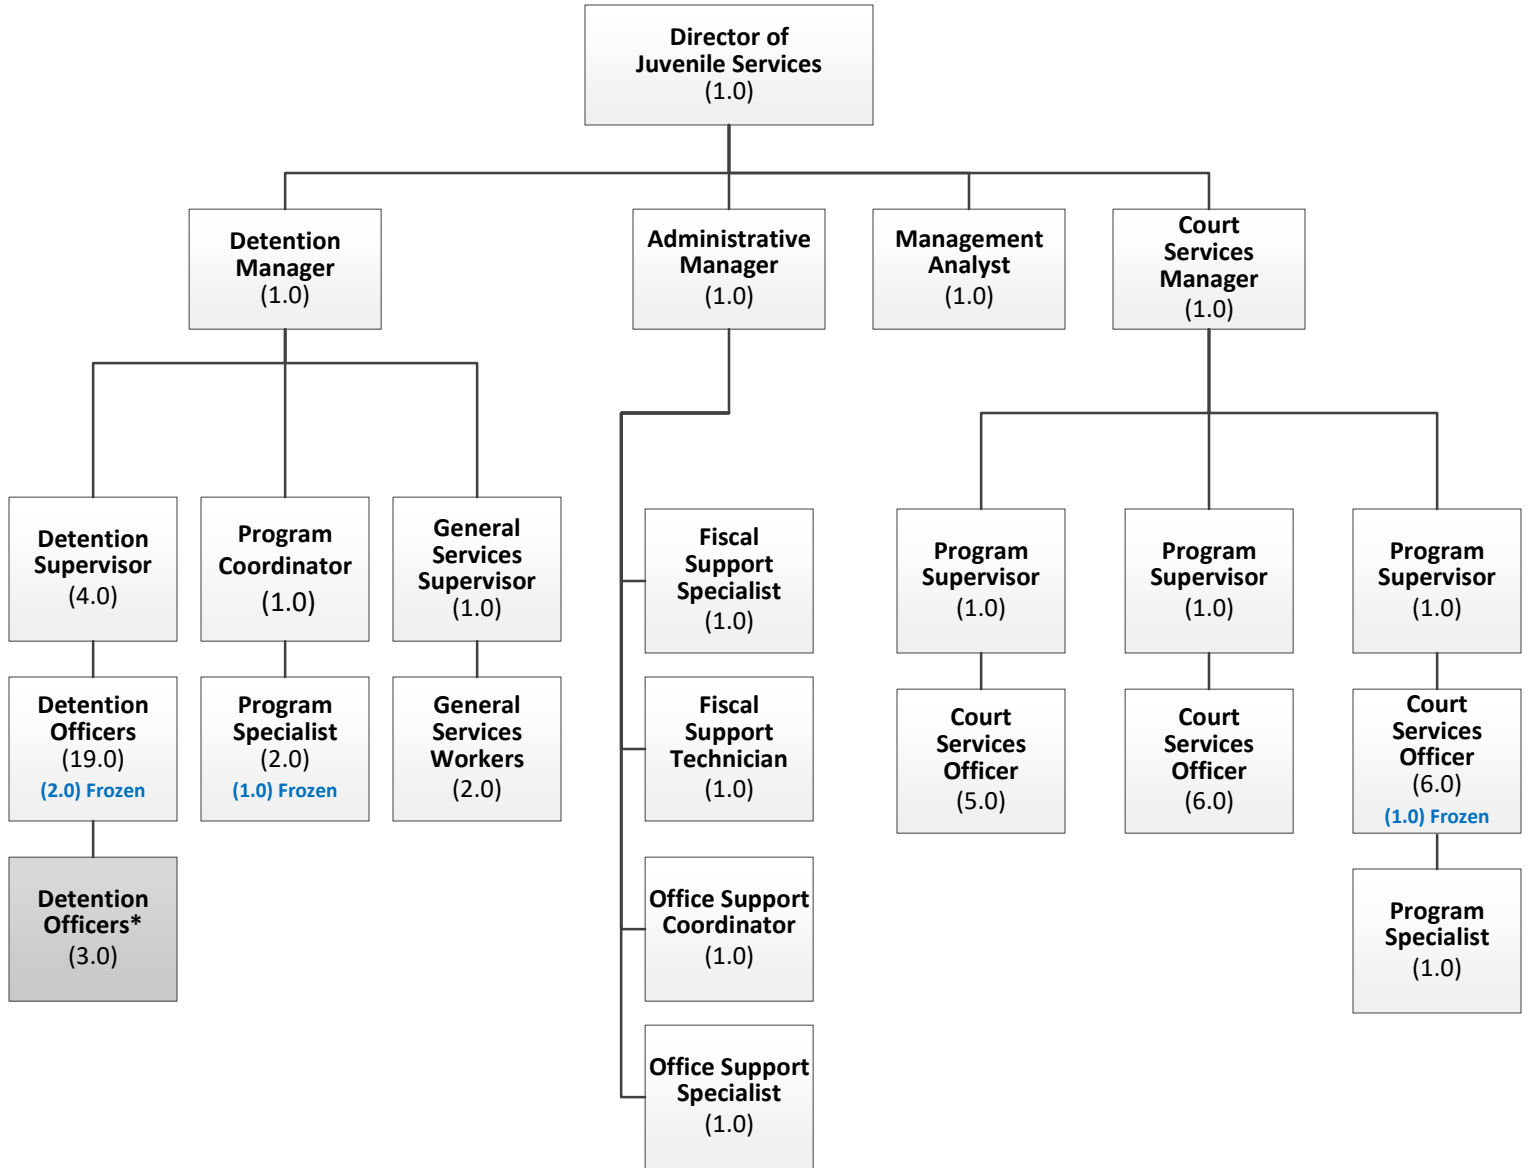 Director of
Juvenile Services
(1.0)
Detention
Manager
(1.0)
Administrative
Manager
(1.0)
Management
Analyst
(1.0)
Court
Services
Manager
(1.0)
Detention
Supervisor
(4.0)
Program
Coordinator
(1.0)
General
Services
Supervisor
(1.0)
Detention
Officers
(19.0)
(2.0) Frozen
Program
Specialist
(2.0)
(1.0) Frozen
General
Services
Workers
(2.0)
Detention
Officers*
(3.0)
Fiscal
Support
Specialist
(1.0)
Fiscal
Support
Technician
(1.0)
Office Support
Coordinator
(1.0)
Office Support
Specialist
(1.0)
Program
Supervisor
(1.0)
Program
Supervisor
(1.0)
Program
Supervisor
(1.0)
Court
Services
Officer
(5.0)
Court
Services
Officer
(6.0)
Court
Services
Officer
(6.0)
(1.0) Frozen
Program
Specialist
(1.0)